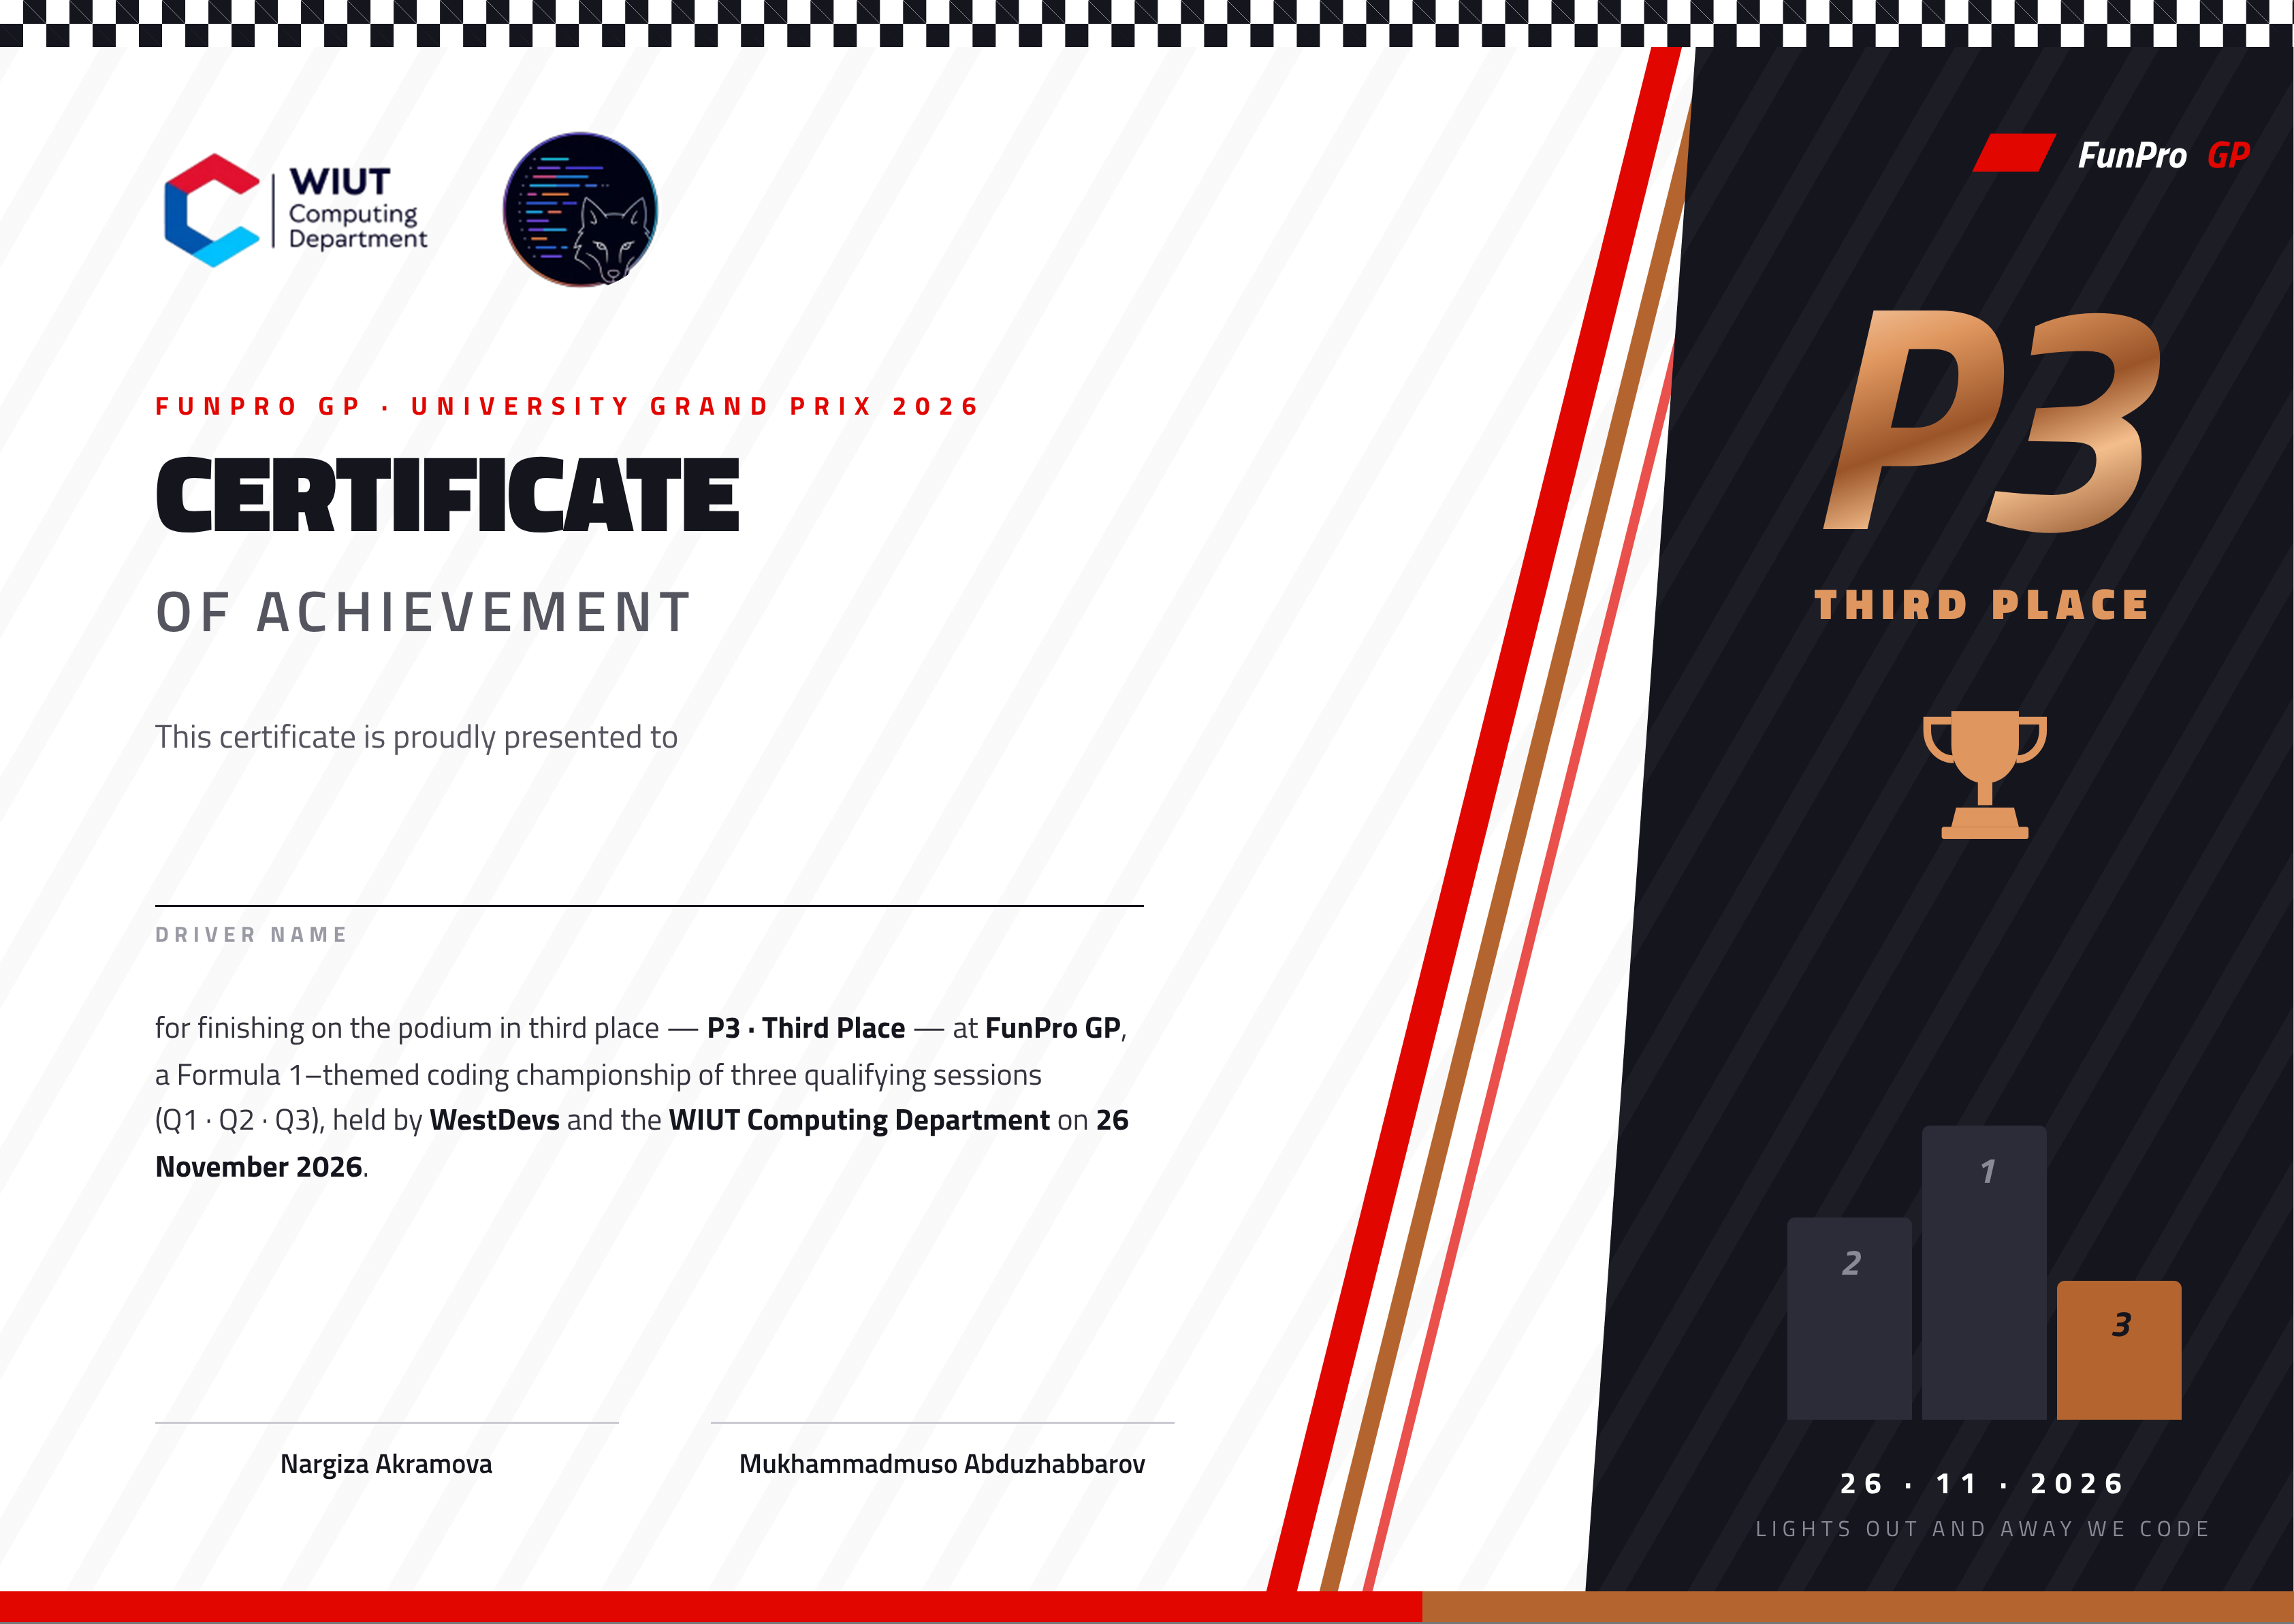 WIUT
Computing
Department
FunPro GP
FUNPRO GP · UNIVERSITY GRAND PRIX 2026
CERTIFICATE
OF ACHIEVEMENT
This certificate is proudly presented to
DRIVER NAME
for finishing on the podium in third place — P3 · Third Place — at FunPro GP,
a Formula 1–themed coding championship of three qualifying sessions
(Q1 · Q2 · Q3), held by WestDevs and the WIUT Computing Department on 26
November 2026.
Nargiza Akramova
Mukhammadmuso Abduzhabbarov
P3
THIRD PLACE
1
2
3
26 · 11 · 2026
LIGHTS OUT AND AWAY WE CODE